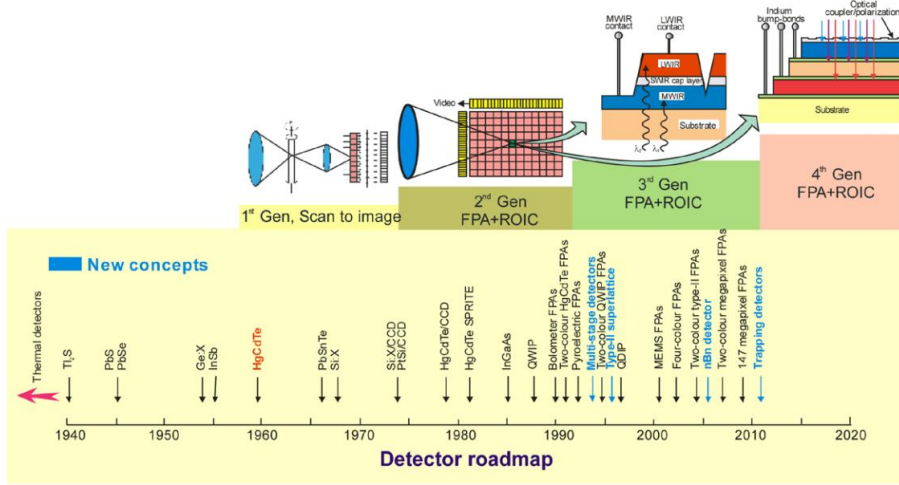 MWIR contact
LWIR contact
LWIR
SWIR cap layer
MWIR
Substrate
Indium bump-bonds
Optical coupler/polarization
Substrate
Video
1st Gen, Scan to image
2nd Gen
FPA+ROIC
3rd Gen
FPA+ROIC
4th Gen
FPA+ROIC
New concepts
Thermal detectors
PbS
PbSe
Ge:X
InSb
HgCdTe
PbSnTe
Si:X
Si:X/CCD
PtSi/CCD
HgCdTe/CCD
HgCdTe SPRITE
InGaAs
QWIP
Bolometer FPAs
Two-colour HgCdTe FPAs
Pyroelectric FPAs
Multi-stage detectors
Two-colour QWIP FPAs
Type-II superlattice
QDIP
MEMS FPAs
Four-colour FPAs
Two-colour type-II FPAs
nBn detector
Two-colour megapixel FPAs
147 megapixel FPAs
Trapping detectors
1940
1950
1960
1970
1980
1990
2000
2010
2020
Detector roadmap